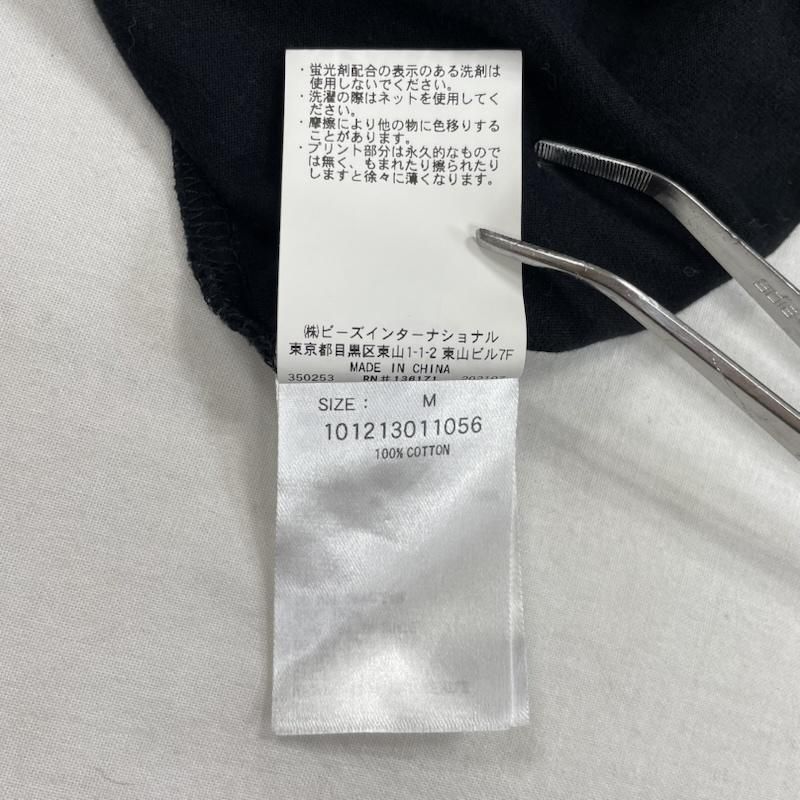 ・蛍光剤配合の表示のある洗剤は
使用しないでください。
・洗濯の際はネットを使用してく
ださい。
・摩擦により他の物に色移りする
ことがあります。
・プリント部分は永久的なもので
は無く、もまれたり擦られたり
しますと徐々に薄くなります。
㈱ビーズインターナショナル
東京都目黒区東山1-1-2 東山ビル7F
MADE IN CHINA
350253 RN# 136171 202107
SIZE : M
101213011056
100% COTTON